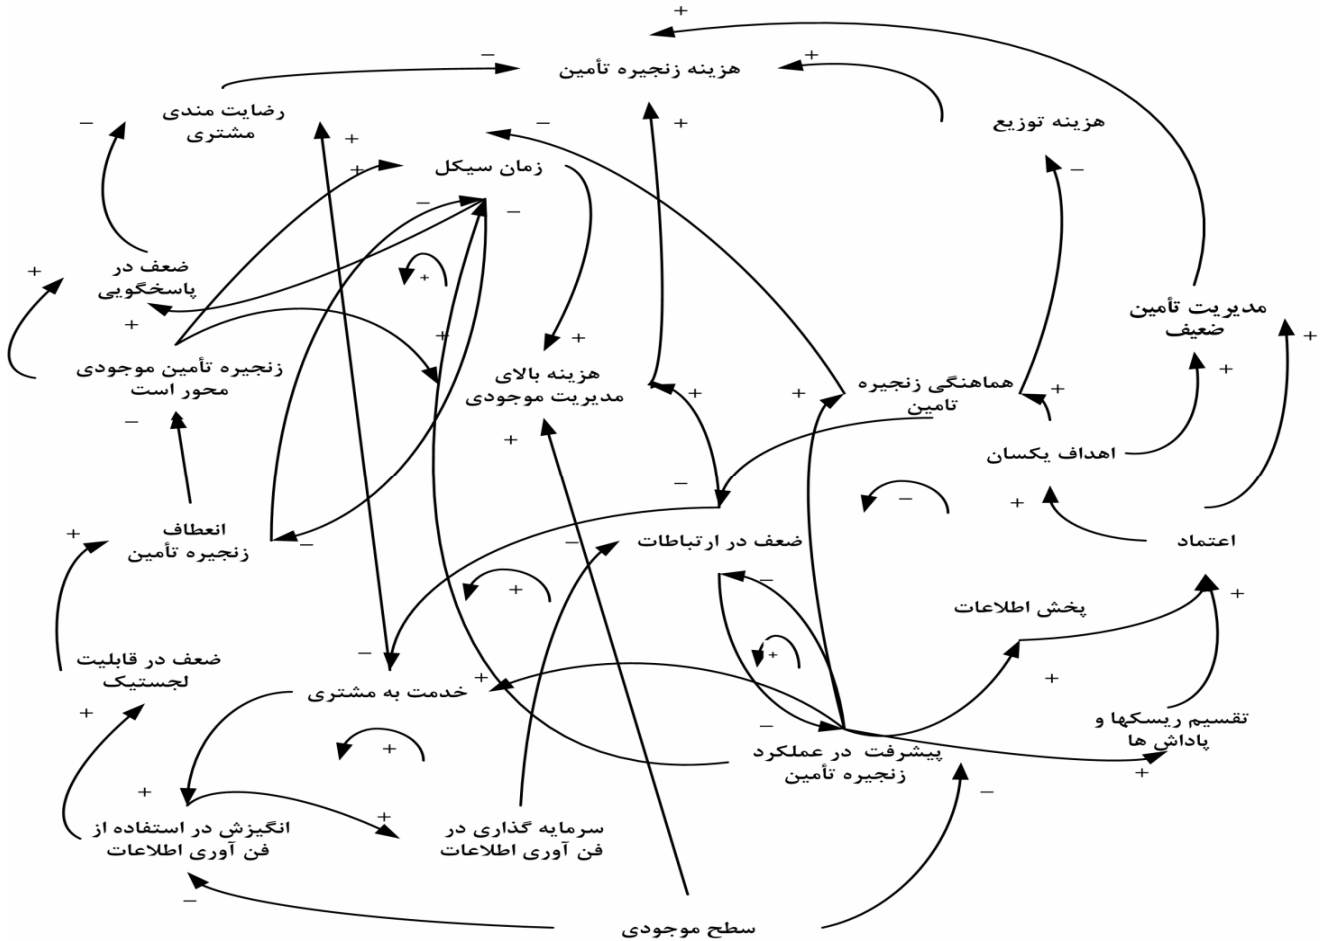 هزینه زنجیره تأمین
رضایت مندی
مشتری
هزینه توزیع
زمان سیکل
ضعف در
پاسخگویی
مدیریت تأمین
ضعیف
زنجیره تأمین موجودی
محور است
هزینه بالای
مدیریت موجودی
هماهنگی زنجیره
تامین
اهداف یکسان
انعطاف
زنجیره تأمین
ضعف در ارتباطات
اعتماد
پخش اطلاعات
ضعف در قابلیت
لجستیک
خدمت به مشتری
تقسیم ریسکها و
پاداش ها
پیشرفت در عملکرد
زنجیره تأمین
انگیزش در استفاده از
فن آوری اطلاعات
سرمایه گذاری در
فن آوری اطلاعات
سطح موجودی